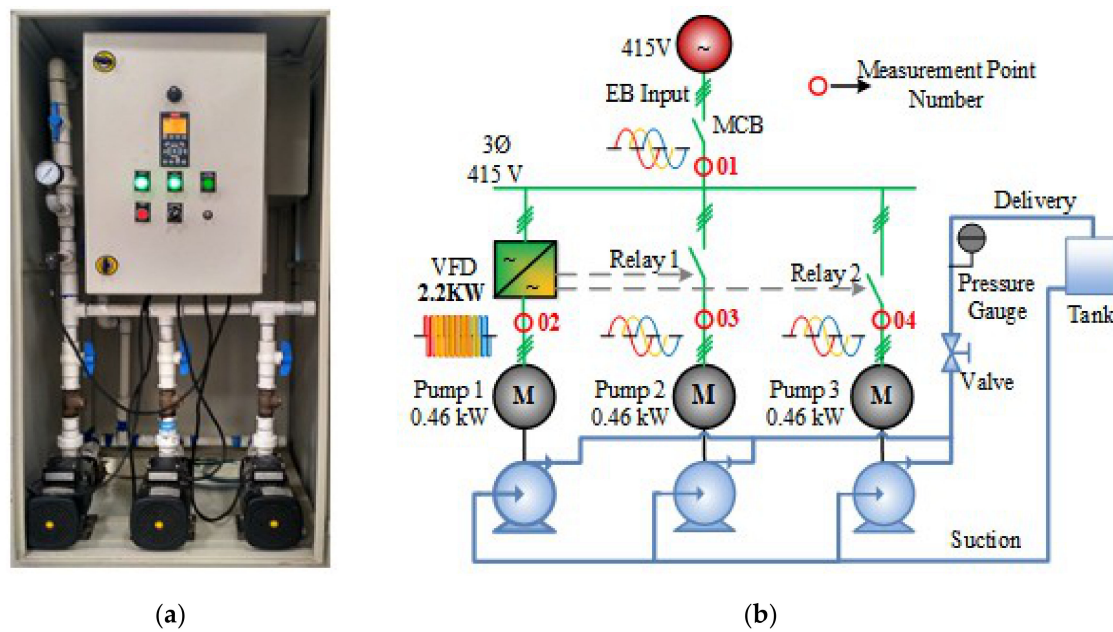 415V
~
Measurement Point
Number
EB Input
MCB
3Ø
415 V
01
Delivery
VFD
2.2KW
~
~
Relay 1
Relay 2
Pressure
Gauge
Tank
02
03
04
Valve
Pump 1
0.46 kW
M
Pump 2
0.46 kW
M
Pump 3
0.46 kW
M
Suction
(a)
(b)